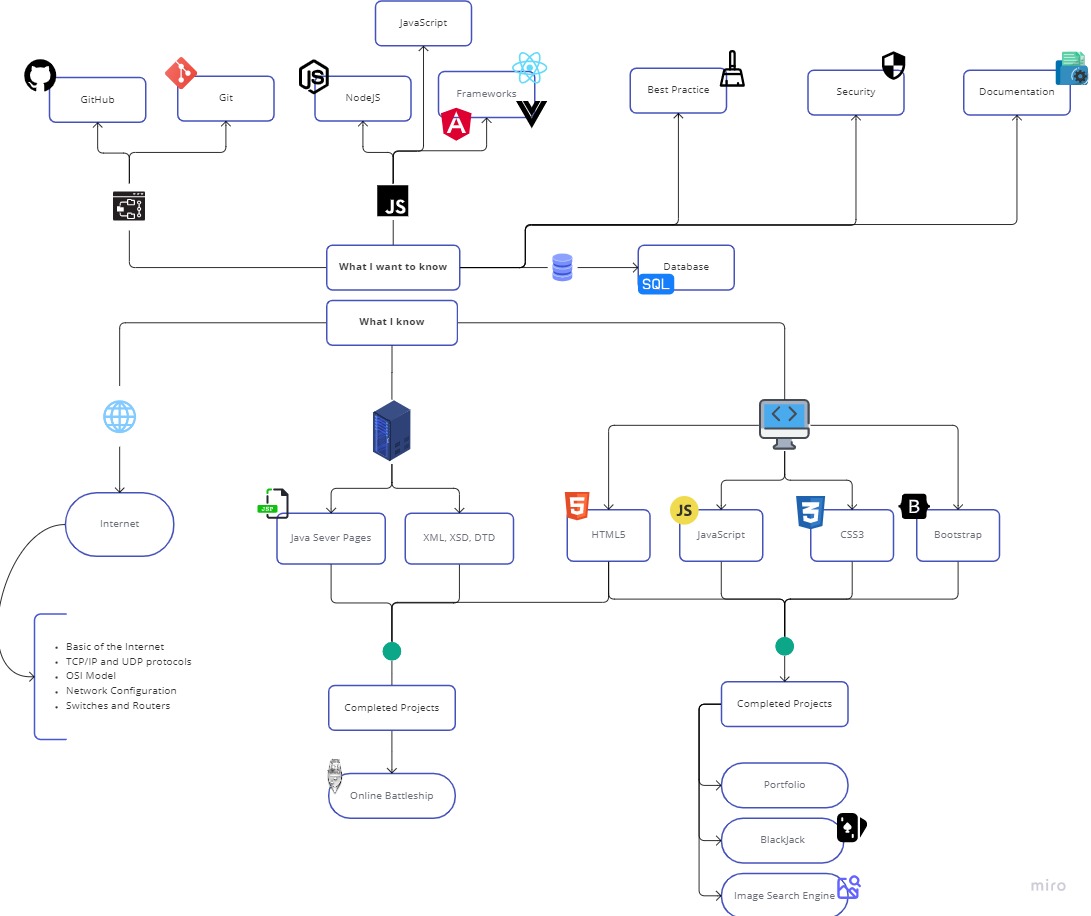 JavaScript
GitHub
Git
NodeJS
Frameworks
Best Practice
Security
Documentation
JS
What I want to know
Database
SQL
What I know
Internet
JSP
Java Sever Pages
XML, XSD, DTD
5
HTML5
JS
JavaScript
3
CSS3
B
Bootstrap
Basic of the Internet
TCP/IP and UDP protocols
OSI Model
Network Configuration
Switches and Routers
Completed Projects
Online Battleship
Completed Projects
Portfolio
BlackJack
Image Search Engine
miro